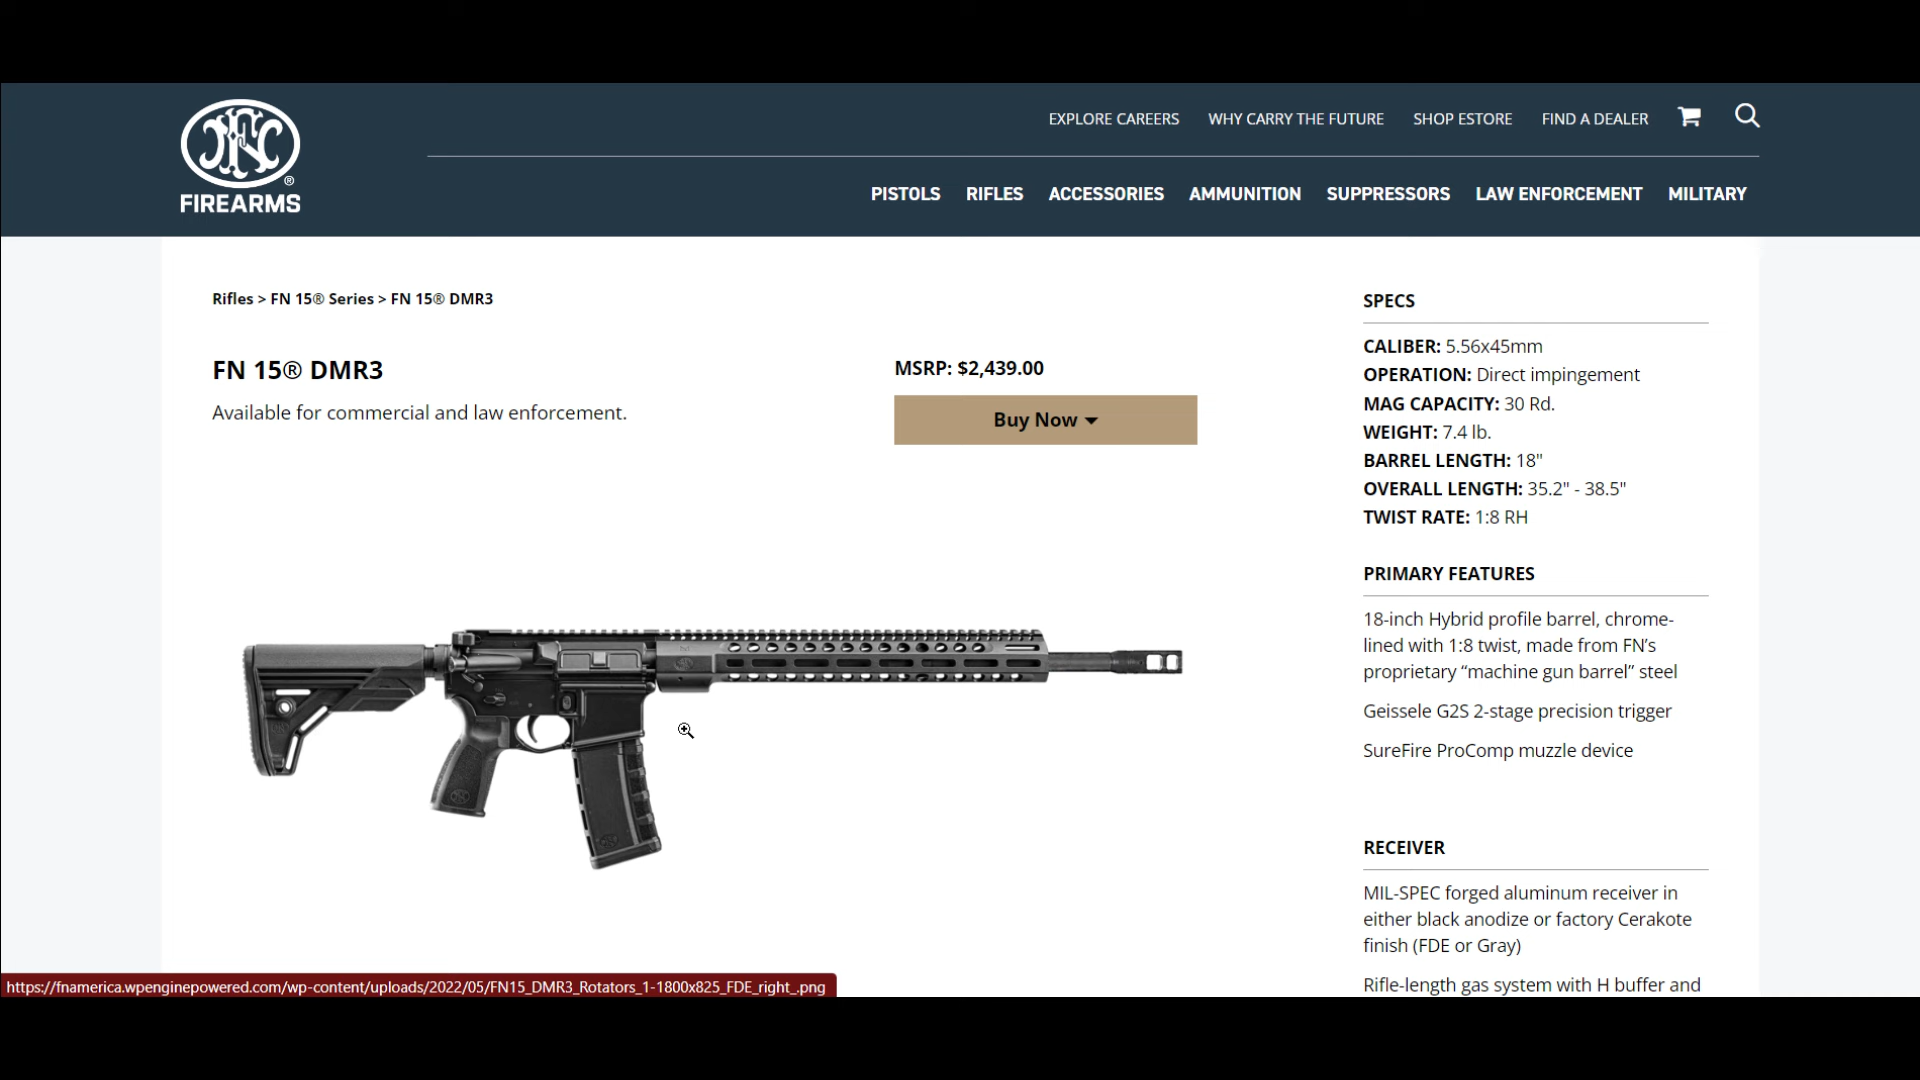 EXPLORE CAREERS WHY CARRY THE FUTURE SHOP ESTORE FIND A DEALER
FN
®
FIREARMS
PISTOLS RIFLES ACCESSORIES AMMUNITION SUPPRESSORS LAW ENFORCEMENT MILITARY
Rifles > FN 15® Series > FN 15® DMR3
FN 15® DMR3
Available for commercial and law enforcement.
MSRP: $2,439.00
Buy Now
SPECS
CALIBER: 5.56x45mm
OPERATION: Direct impingement
MAG CAPACITY: 30 Rd.
WEIGHT: 7.4 lb.
BARREL LENGTH: 18"
OVERALL LENGTH: 35.2" - 38.5"
TWIST RATE: 1:8 RH
PRIMARY FEATURES
18-inch Hybrid profile barrel, chrome-
lined with 1:8 twist, made from FN’s
proprietary “machine gun barrel” steel
Geissele G2S 2-stage precision trigger
SureFire ProComp muzzle device
RECEIVER
MIL-SPEC forged aluminum receiver in
either black anodize or factory Cerakote
finish (FDE or Gray)
Rifle-length gas system with H buffer and
https://fnamerica.wpenginepowered.com/wp-content/uploads/2022/05/FN15_DMR3_Rotators_1-1800x825_FDE_right_.png